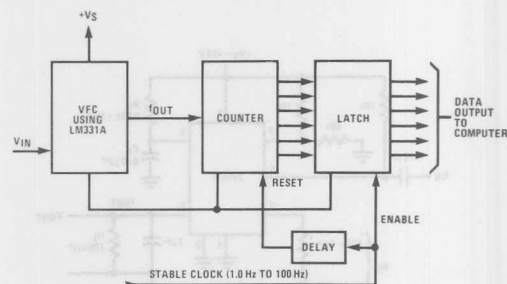 +VS
VFC
USING
LM331A
fOUT
COUNTER
LATCH
DATA
OUTPUT
TO
COMPUTER
VIN
RESET
ENABLE
DELAY
STABLE CLOCK (1.0 Hz TO 100 Hz)